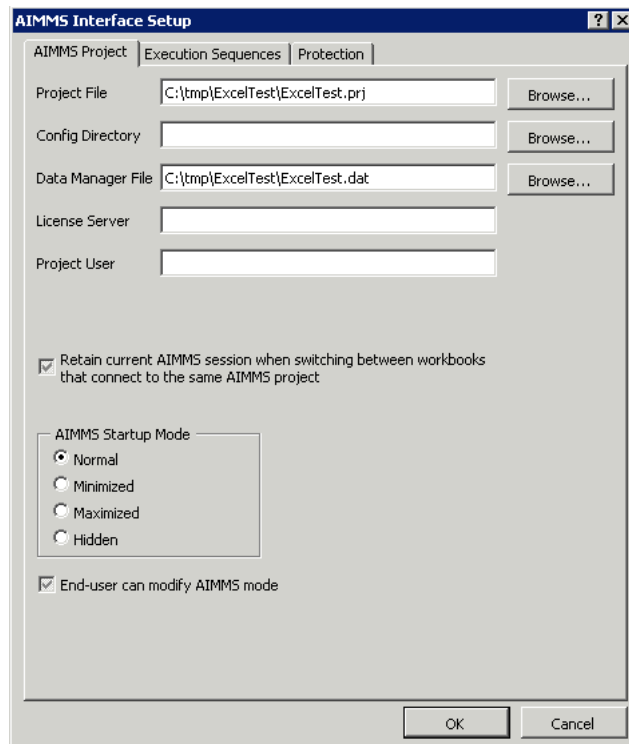 AIMMS Interface Setup
AIMMS Project
Execution Sequences
Protection
Project File
C:\tmp\ExcelTest\ExcelTest.prj
Browse...
Config Directory
Browse...
Data Manager File
C:\tmp\ExcelTest\ExcelTest.dat
Browse...
License Server
Project User
Retain current AIMMS session when switching between workbooks
that connect to the same AIMMS project
AIMMS Startup Mode
Normal
Minimized
Maximized
Hidden
End-user can modify AIMMS mode
OK
Cancel